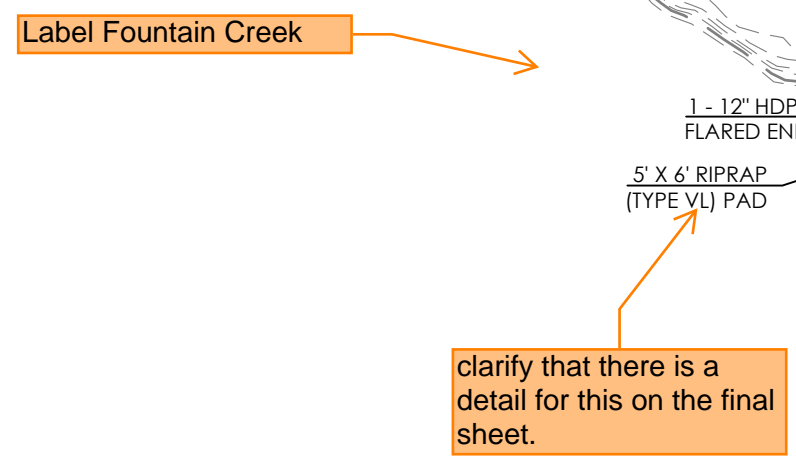 Label Fountain Creek
1 - 12" HDP
FLARED EN
5' X 6' RIPRAP
(TYPE VL) PAD
clarify that there is a
detail for this on the final
sheet.